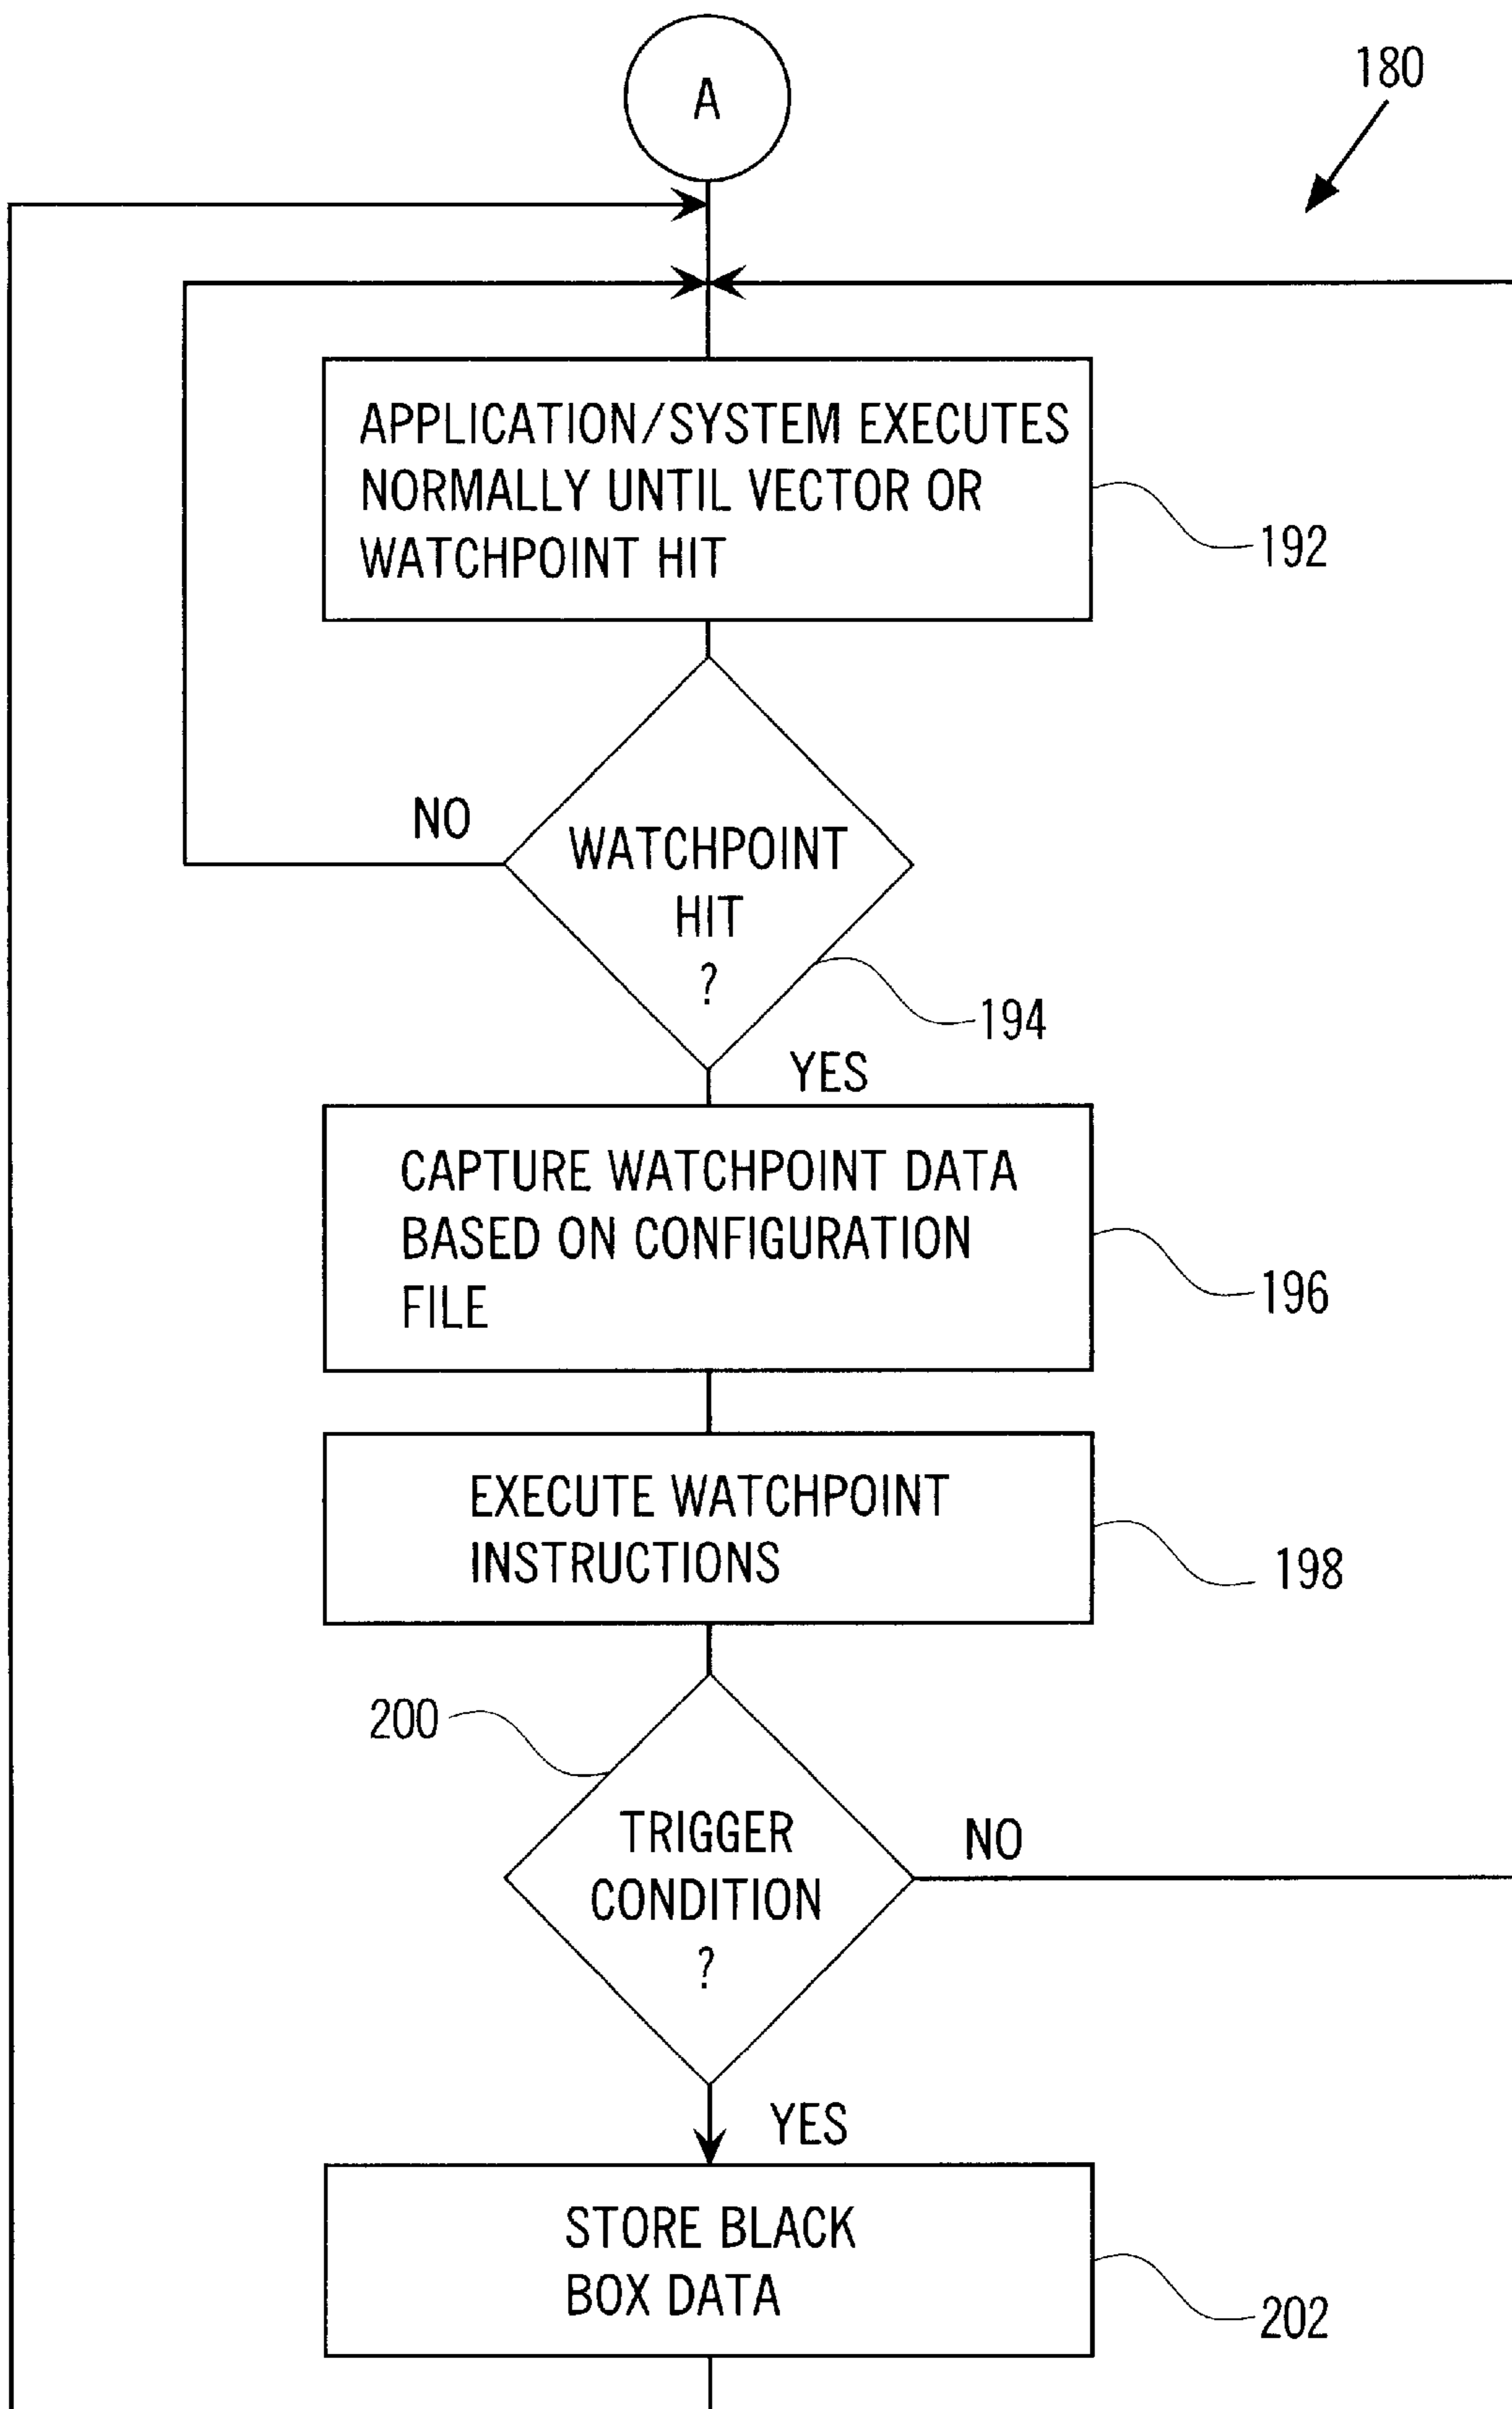 A
180
APPLICATION/SYSTEM EXECUTES
NORMALLY UNTIL VECTOR OR
WATCHPOINT HIT
192
NO
WATCHPOINT
HIT
?
194
YES
CAPTURE WATCHPOINT DATA
BASED ON CONFIGURATION
FILE
196
EXECUTE WATCHPOINT
INSTRUCTIONS
198
200
TRIGGER
CONDITION
?
NO
YES
STORE BLACK
BOX DATA
202